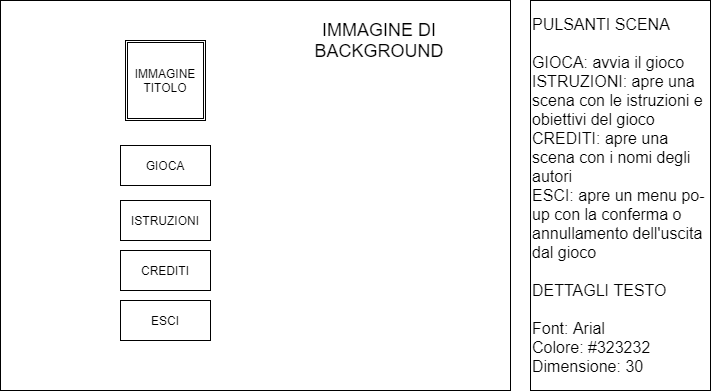 IMMAGINE DI
BACKGROUND
IMMAGINE
TITOLO
GIOCA
ISTRUZIONI
CREDITI
ESCI
PULSANTI SCENA
GIOCA: avvia il gioco
ISTRUZIONI: apre una
scena con le istruzioni e
obiettivi del gioco
CREDITI: apre una
scena con i nomi degli
autori
ESCI: apre un menu po-
up con la conferma o
annullamento dell'uscita
dal gioco
DETTAGLI TESTO
Font: Arial
Colore: #323232
Dimensione: 30